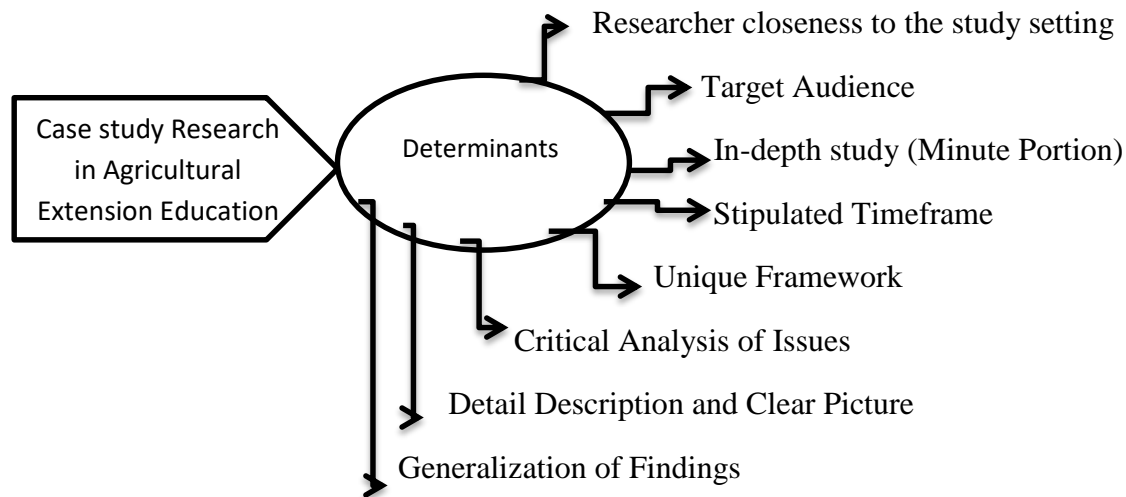 Case study Research
in Agricultural
Extension Education
Determinants
Researcher closeness to the study setting
Target Audience
In-depth study (Minute Portion)
Stipulated Timeframe
Unique Framework
Critical Analysis of Issues
Detail Description and Clear Picture
Generalization of Findings